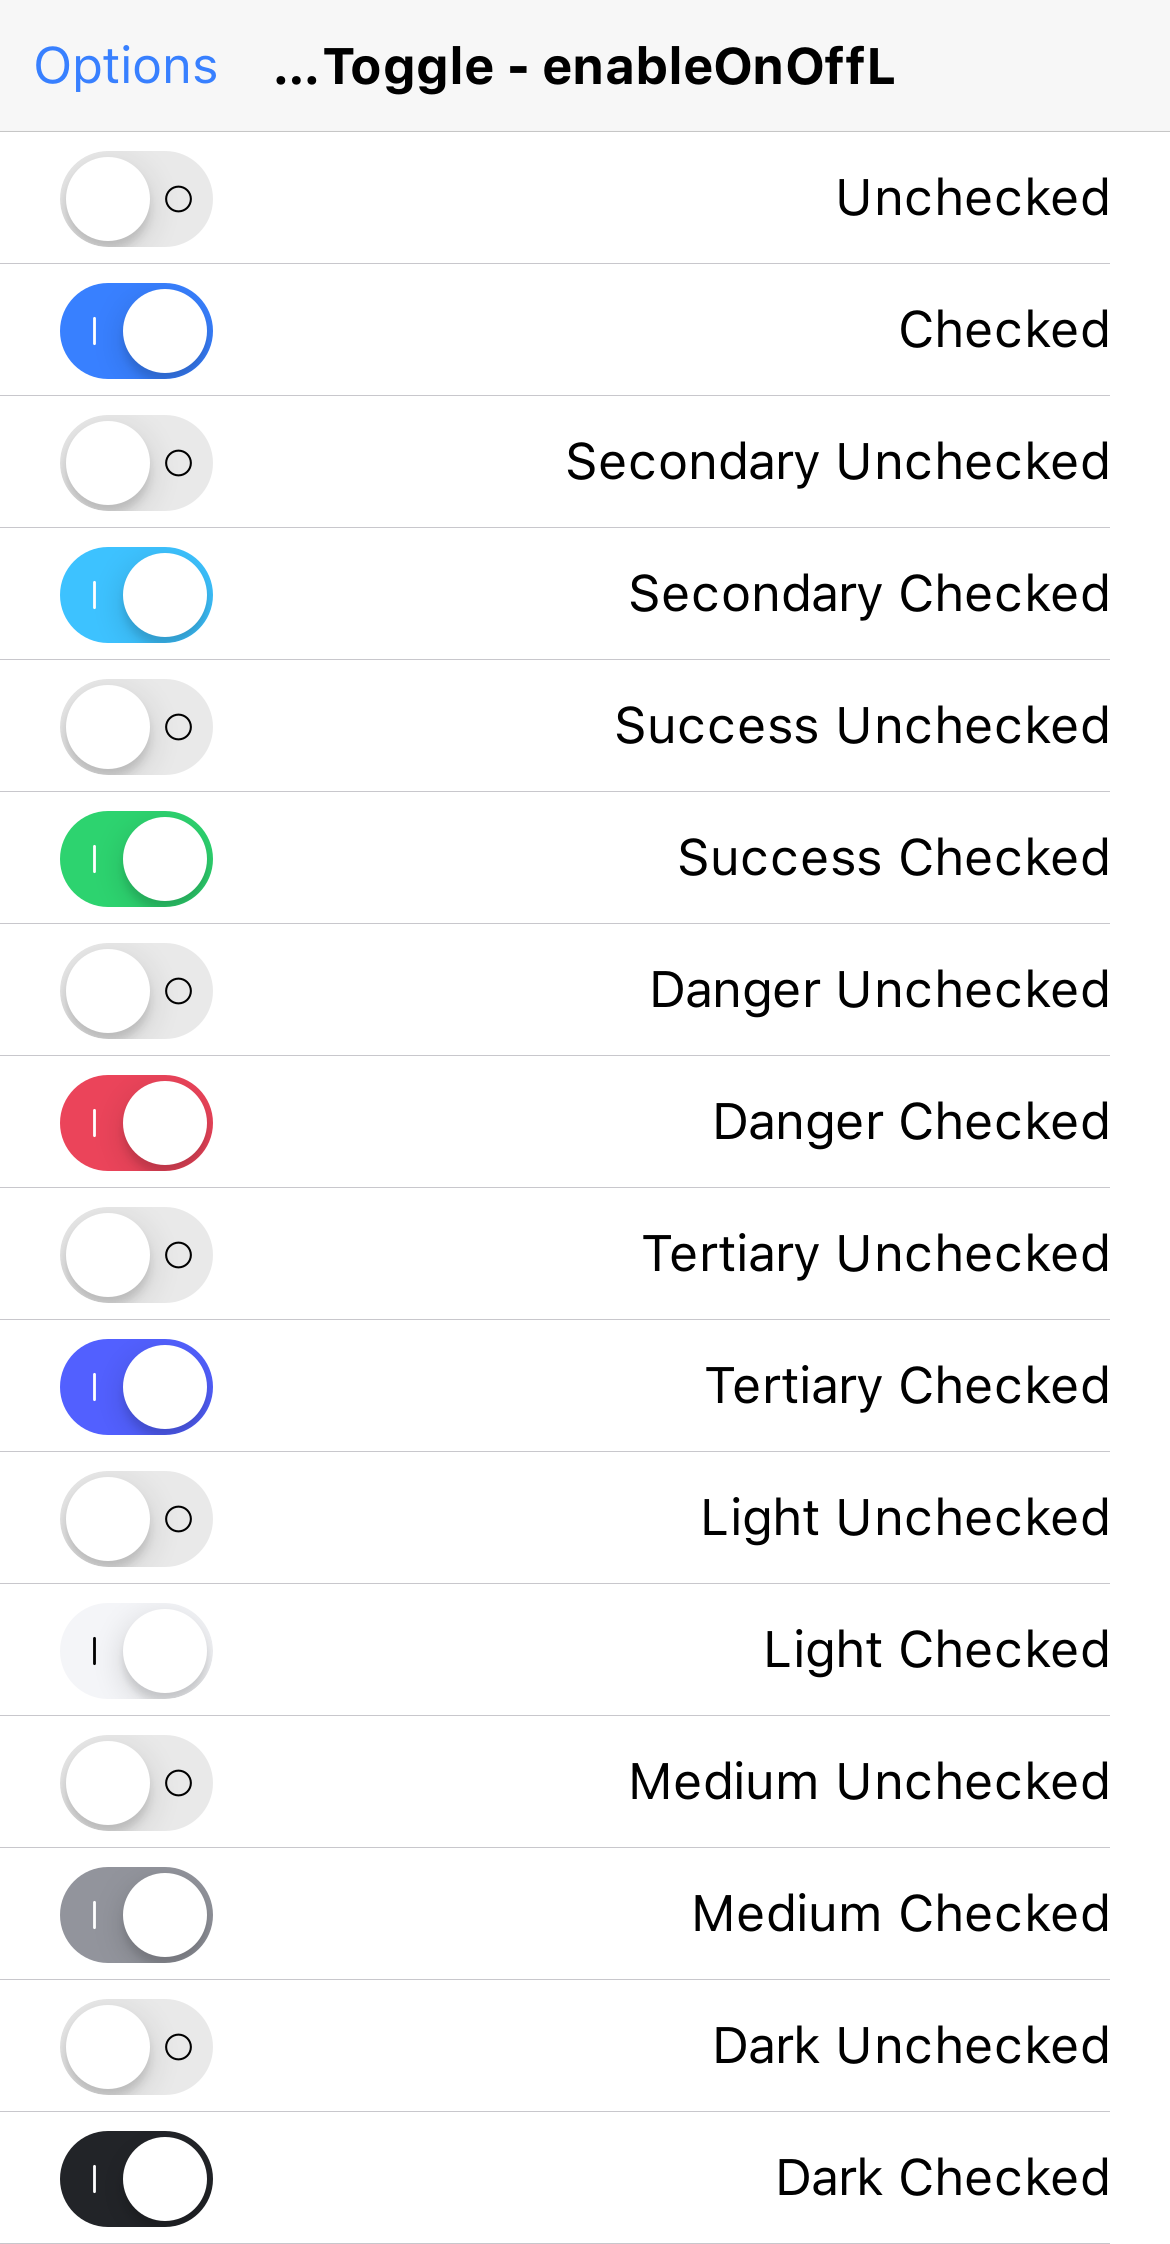 Options
...Toggle - enableOnOffL
Unchecked
Checked
Secondary Unchecked
Secondary Checked
Success Unchecked
Success Checked
Danger Unchecked
Danger Checked
Tertiary Unchecked
Tertiary Checked
Light Unchecked
Light Checked
Medium Unchecked
Medium Checked
Dark Unchecked
Dark Checked